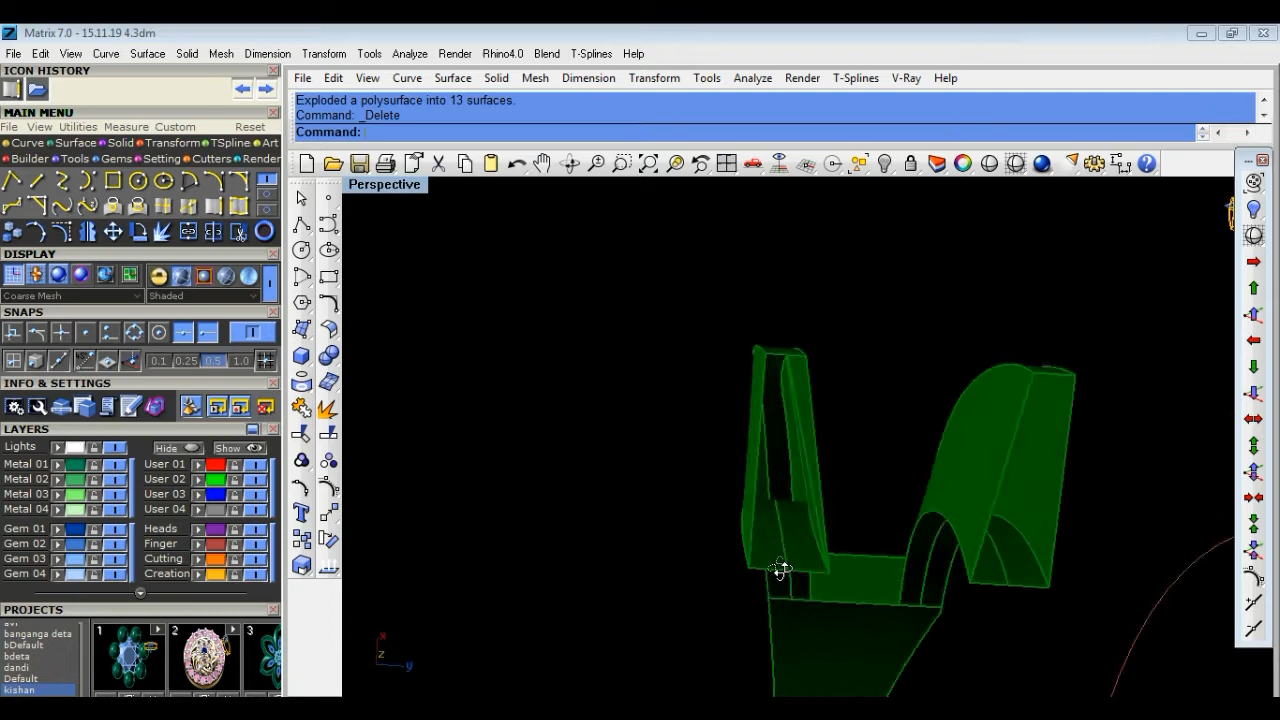 Matrix 7.0 - 15.11.19 4.3dm
File Edit View Curve Surface Solid Mesh Dimension Transform Tools Analyze Render Rhino4.0 Blend T-Splines Help
ICON HISTORY
MAIN MENU
File View Utilities Measure Custom Reset
Curve Surface Solid Transform TSpline Art
Builder Tools Gems Setting Cutters Render
DISPLAY
Coarse Mesh Shaded
SNAPS
0.1 0.25 0.5 1.0
INFO & SETTINGS
LAYERS
Lights Hide Show
Metal 01 User 01
Metal 02 User 02
Metal 03 User 03
Metal 04 User 04
Gem 01 Heads
Gem 02 Finger
Gem 03 Cutting
Gem 04 Creation
PROJECTS
banganga deta
bDefault
bdeta
dandi
Default
kishan
1 2 3
File Edit View Curve Surface Solid Mesh Dimension Transform Tools Analyze Render T-Splines V-Ray Help
Exploded a polysurface into 13 surfaces.
Command: _Delete
Command:
Perspective
x
z
y